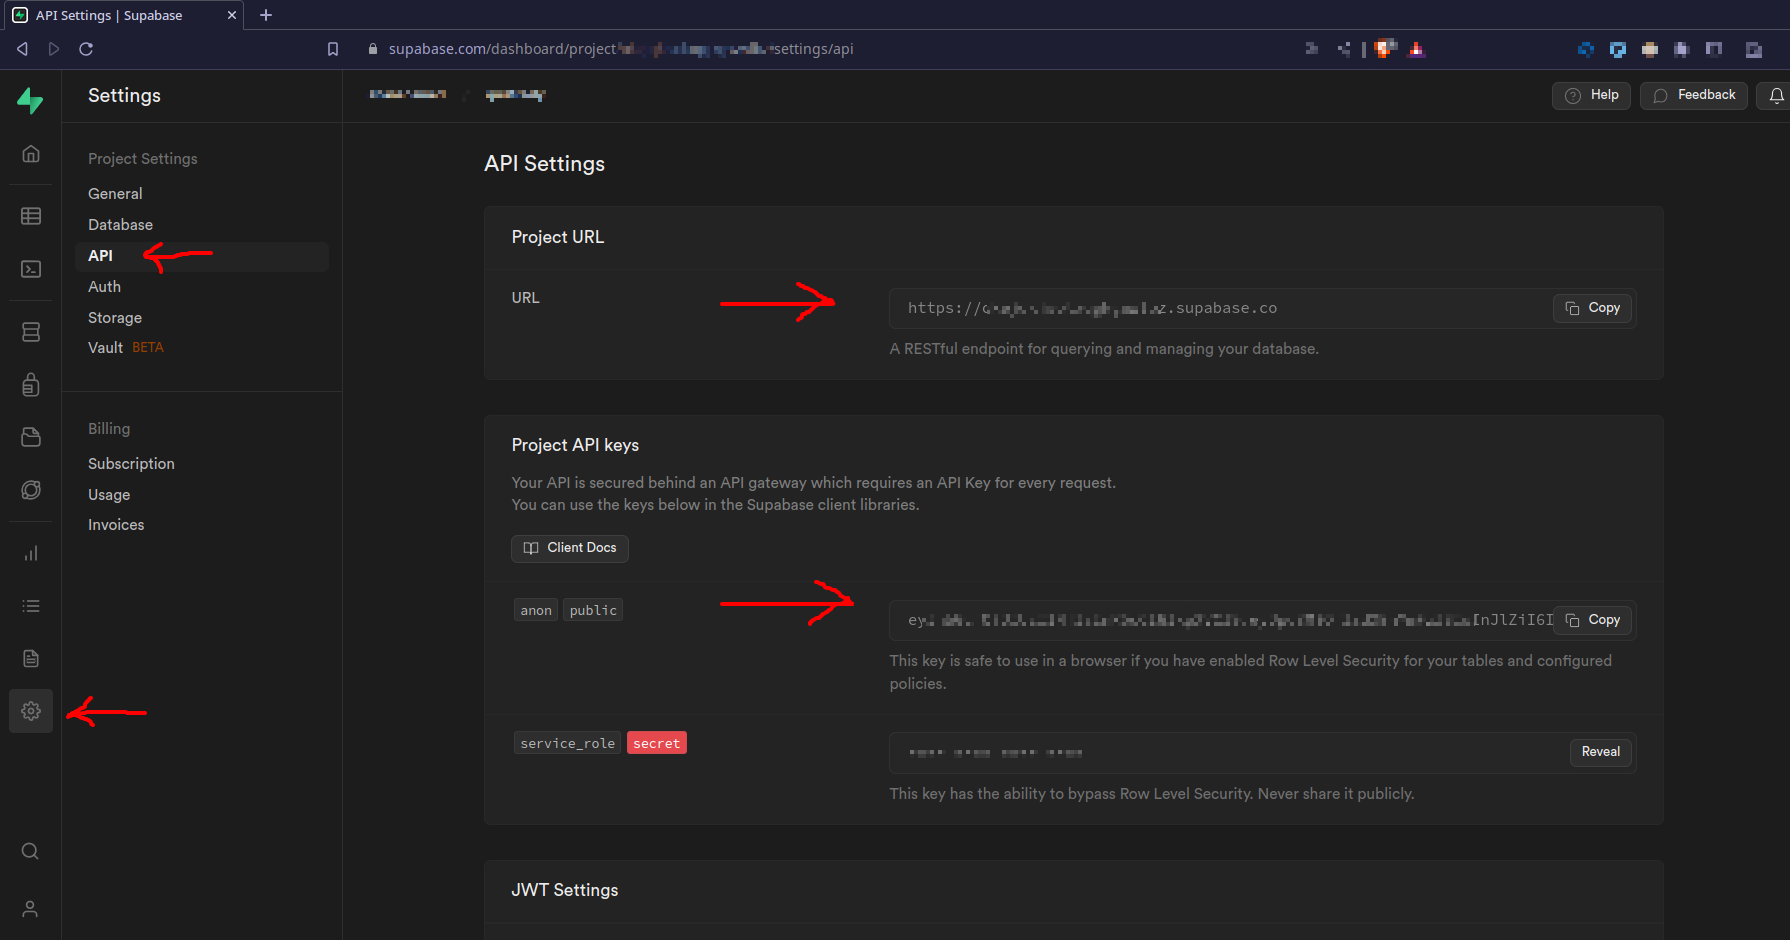 API Settings | Supabase
supabase.com/dashboard/project
settings/api
Settings
Help
Feedback
Project Settings
General
Database
API
Auth
Storage
Vault BETA
Billing
Subscription
Usage
Invoices
API Settings
Project URL
URL
https://
z.supabase.co
Copy
A RESTful endpoint for querying and managing your database.
Project API keys
Your API is secured behind an API gateway which requires an API Key for every request.
You can use the keys below in the Supabase client libraries.
Client Docs
anon public
ey
InJlZiI6I
Copy
This key is safe to use in a browser if you have enabled Row Level Security for your tables and configured
policies.
service_role secret
Reveal
This key has the ability to bypass Row Level Security. Never share it publicly.
JWT Settings